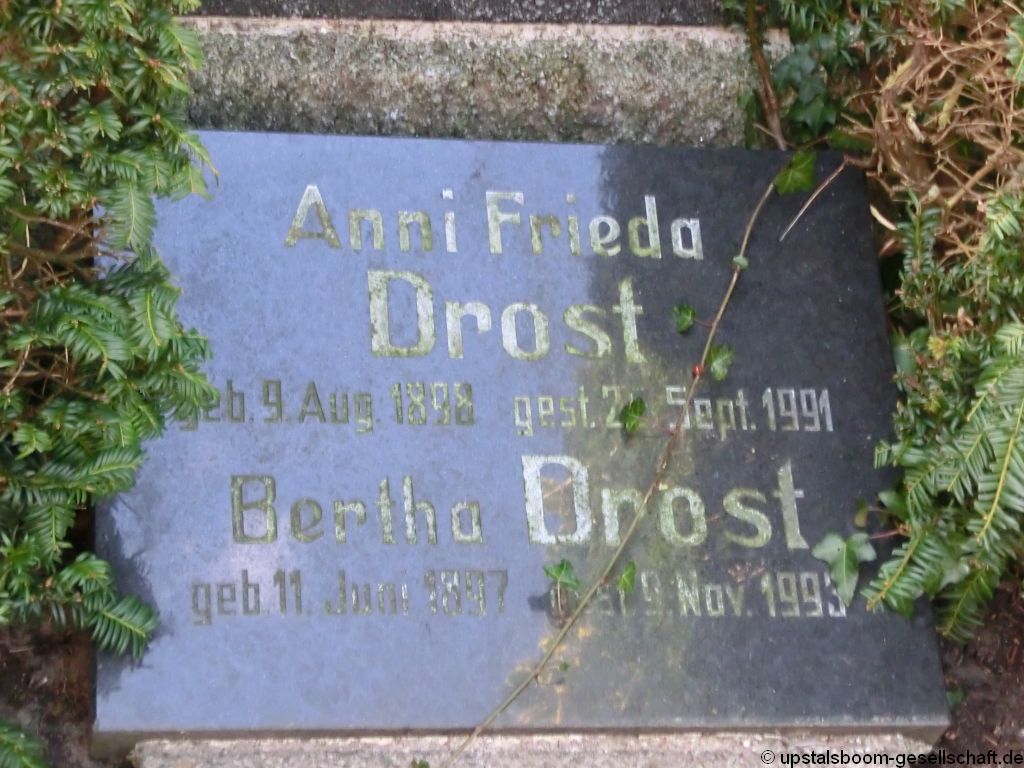 Anni Frieda
Drost
geb. 9. Aug. 1898 gest. Sept. 1991
Bertha Drost
geb. 11. Juni 1897 9. Nov. 1993
© upstalsboom-gesellschaft.de